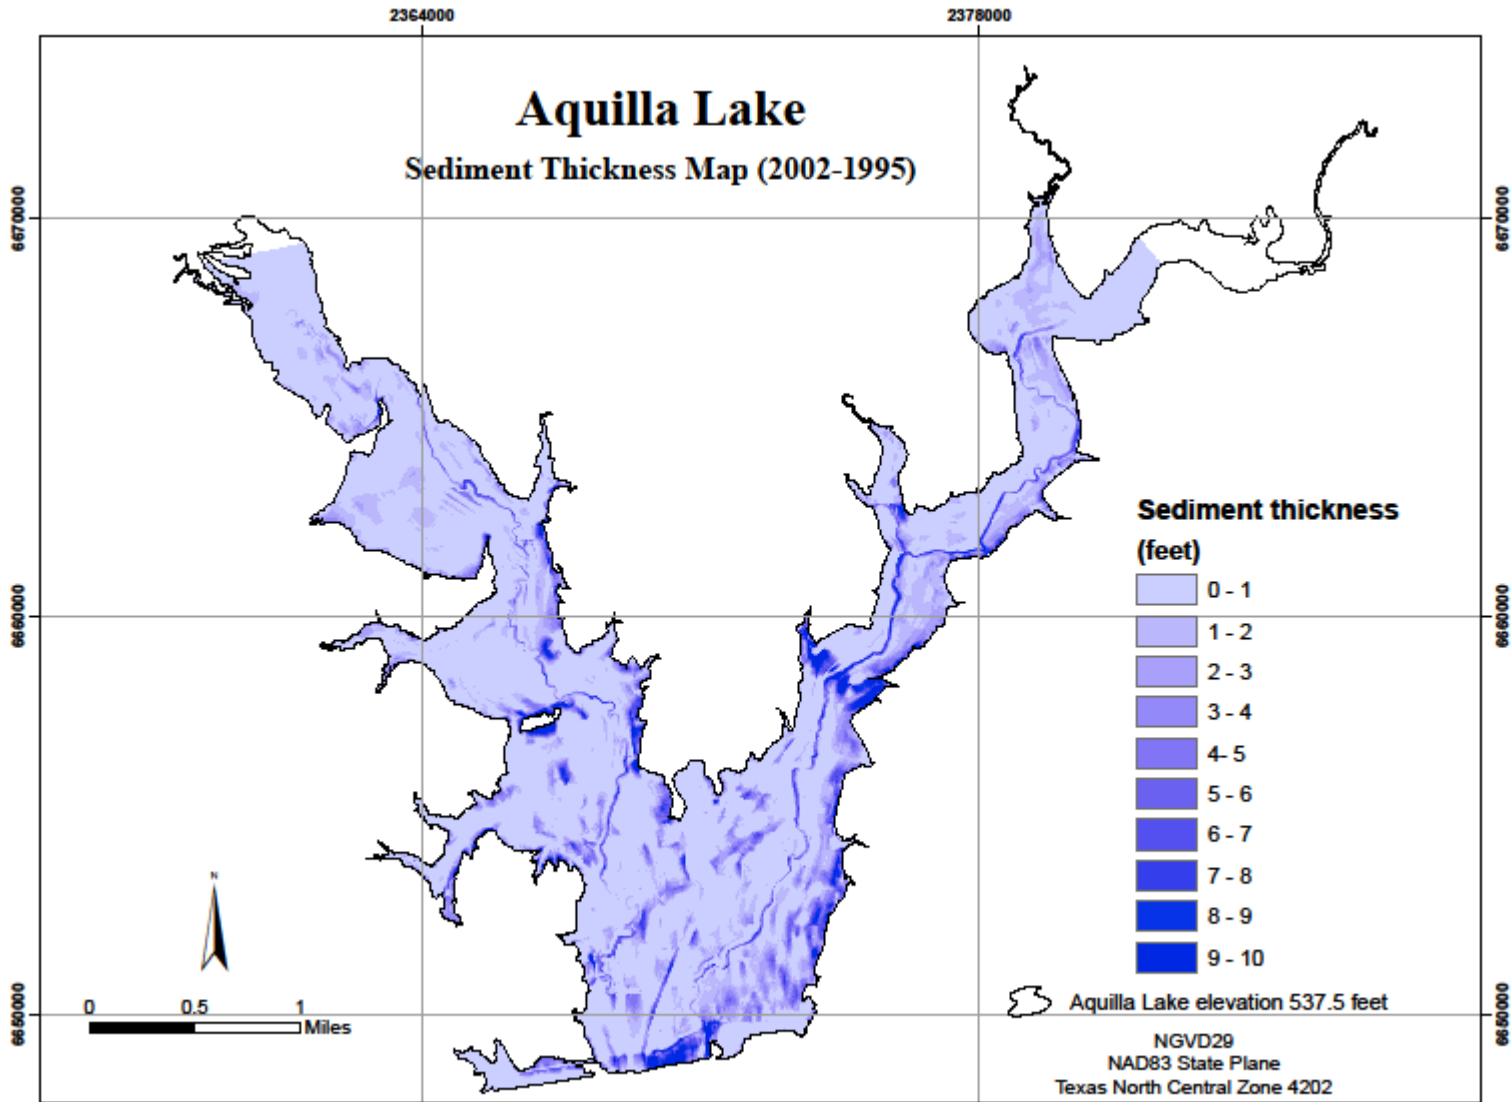 2364000
2378000
Aquilla Lake
Sediment Thickness Map (2002-1995)
6670000
6670000
Sediment thickness
(feet)
0 - 1
1 - 2
2 - 3
3 - 4
4- 5
5 - 6
6 - 7
7 - 8
8 - 9
9 - 10
6660000
6660000
N
0 0.5 1
Miles
Aquilla Lake elevation 537.5 feet
6650000
6650000
NGVD29
NAD83 State Plane
Texas North Central Zone 4202